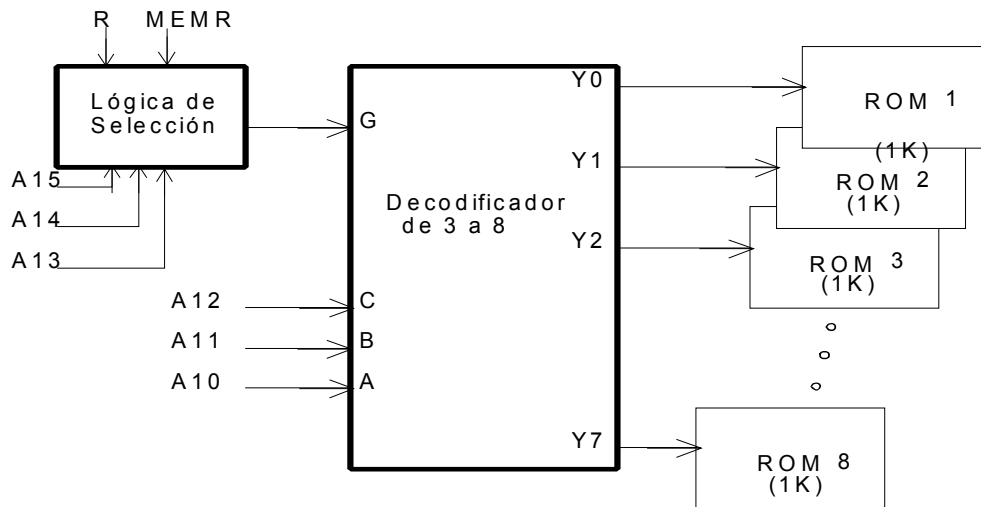 R
MEMR
Lógica de
Selección
A15
A14
A13
A12
A11
A10
G
C
B
A
Decodificador
de 3 a 8
Y0
Y1
Y2
Y7
ROM 1
(1K)
ROM 2
(1K)
ROM 3
(1K)
ROM 8
(1K)